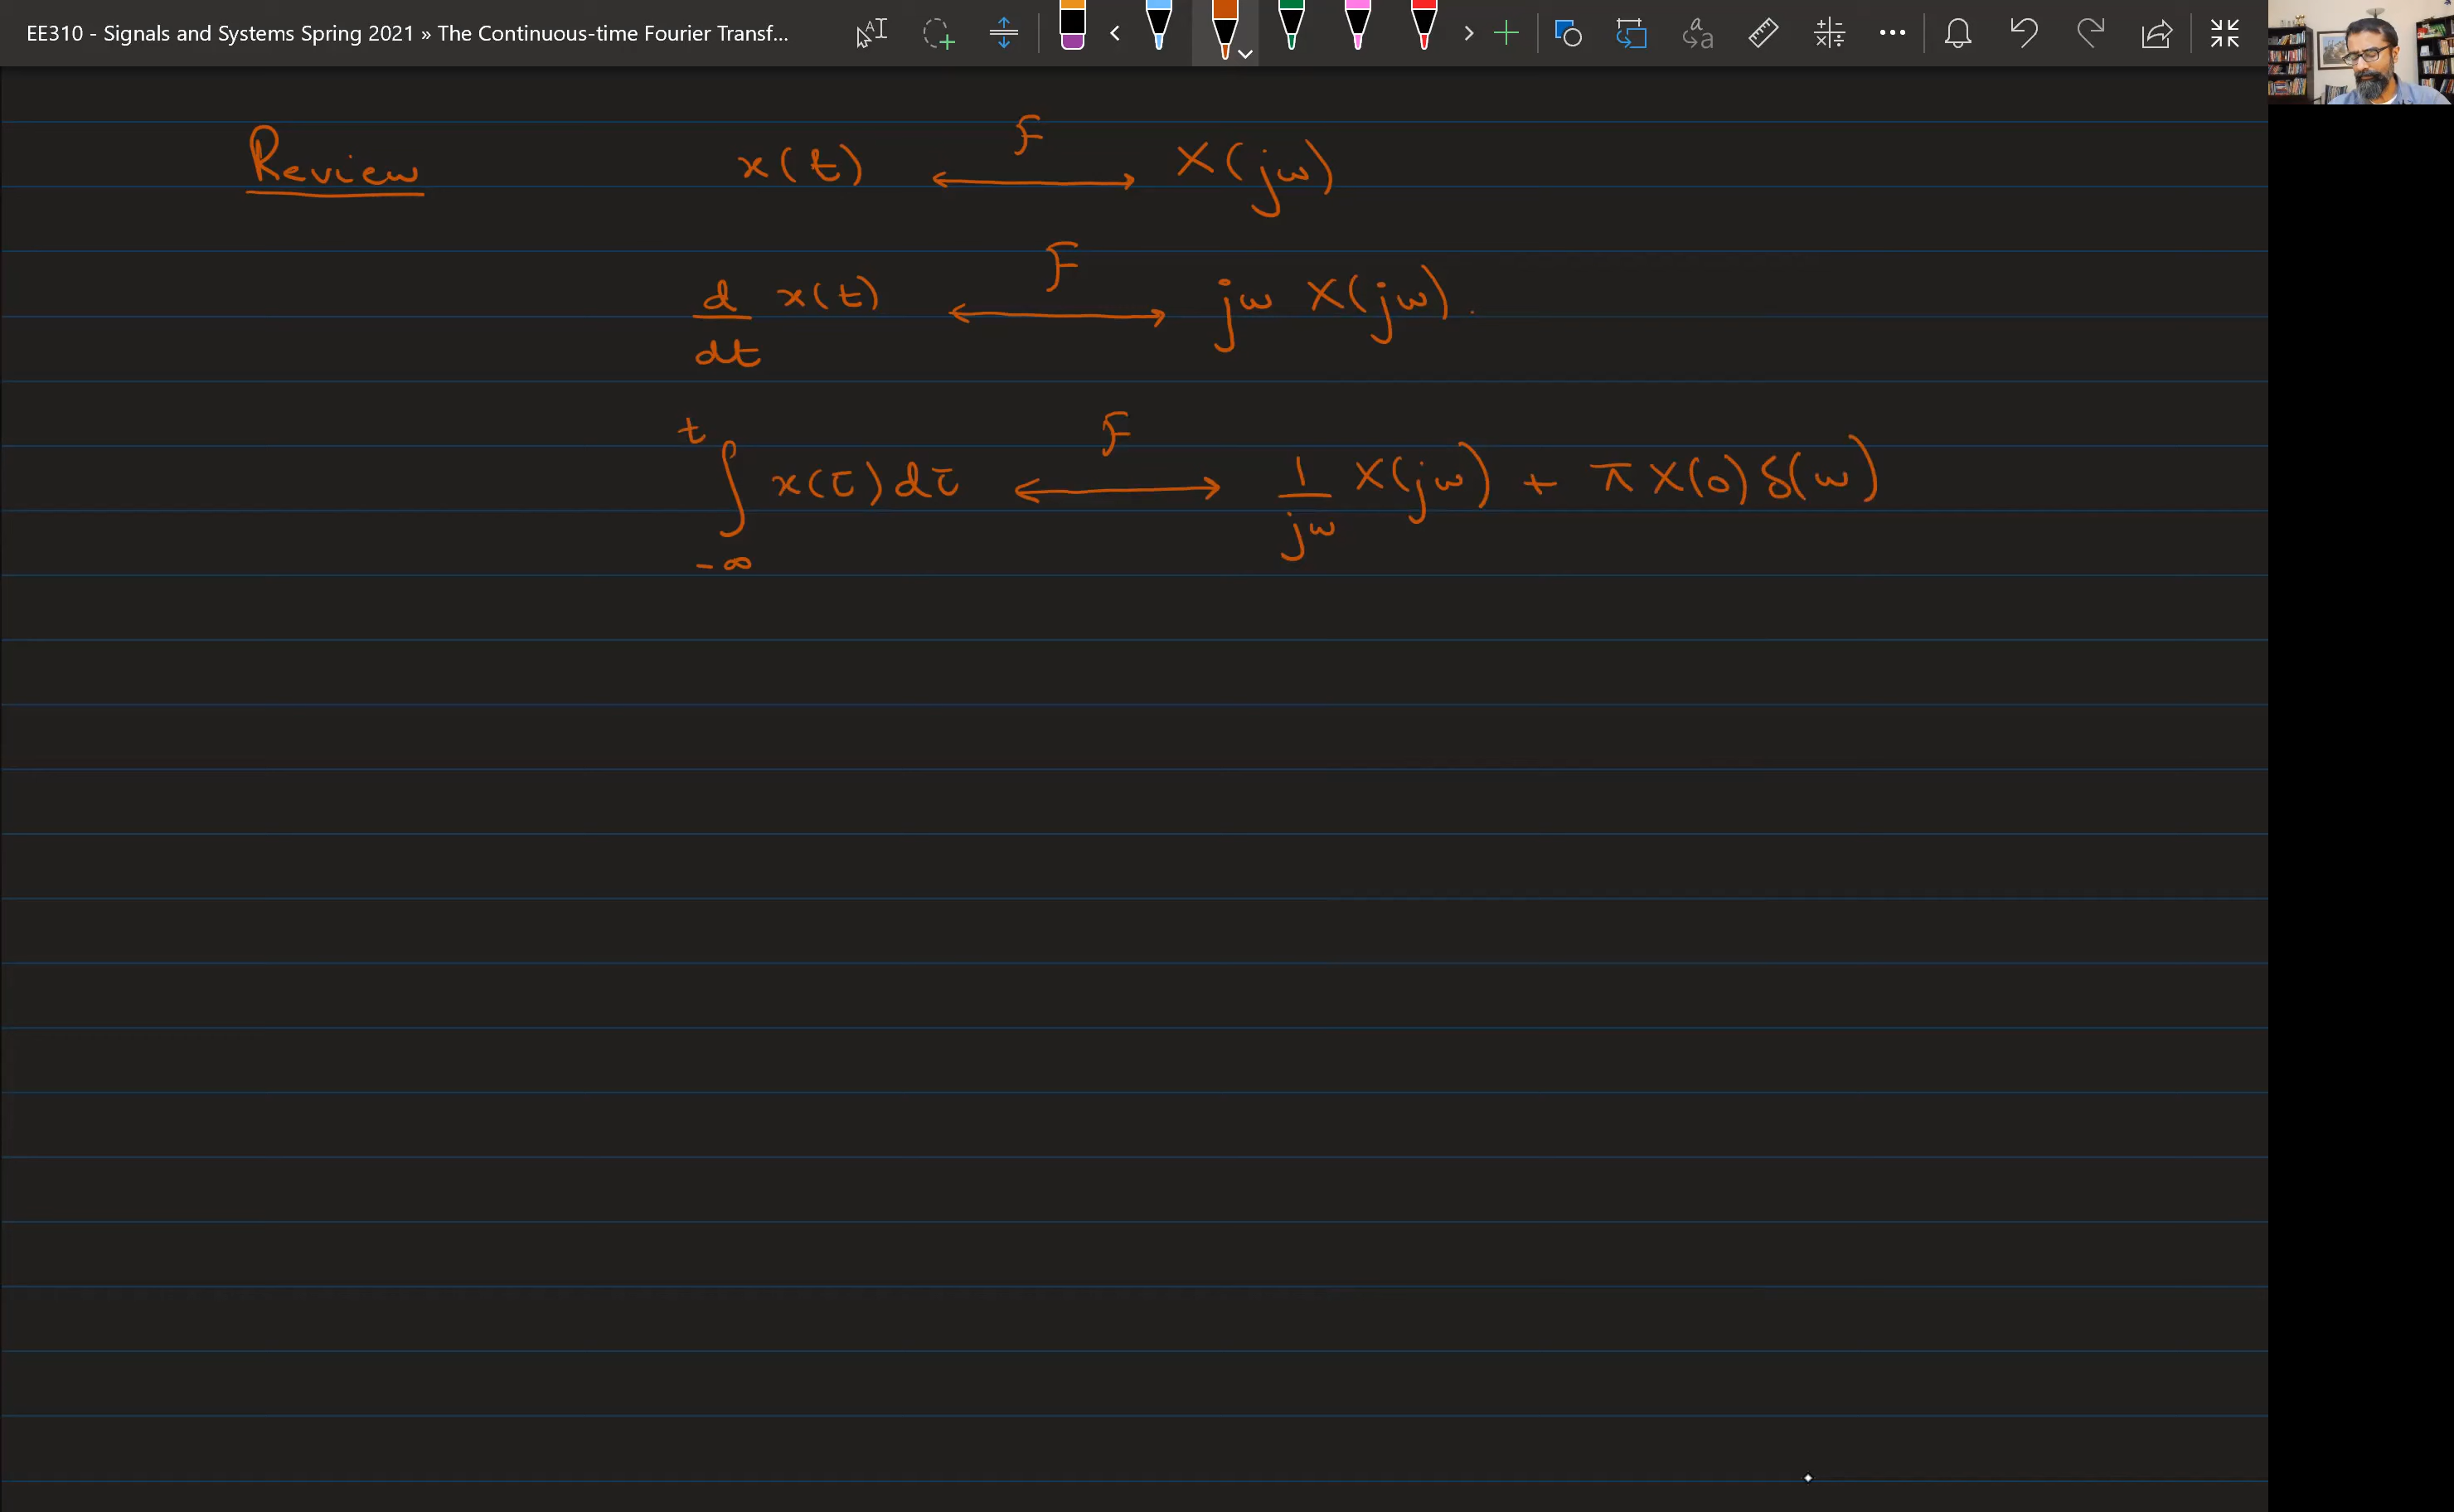 EE310 - Signals and Systems Spring 2021 » The Continuous-time Fourier Transf...
Review x(t) ⟷ F X(jω)
d/dt x(t) ⟷ F jω X(jω).
∫_{-∞}^{t} x(τ) dτ ⟷ F 1/jω X(jω) + π X(0) δ(ω)